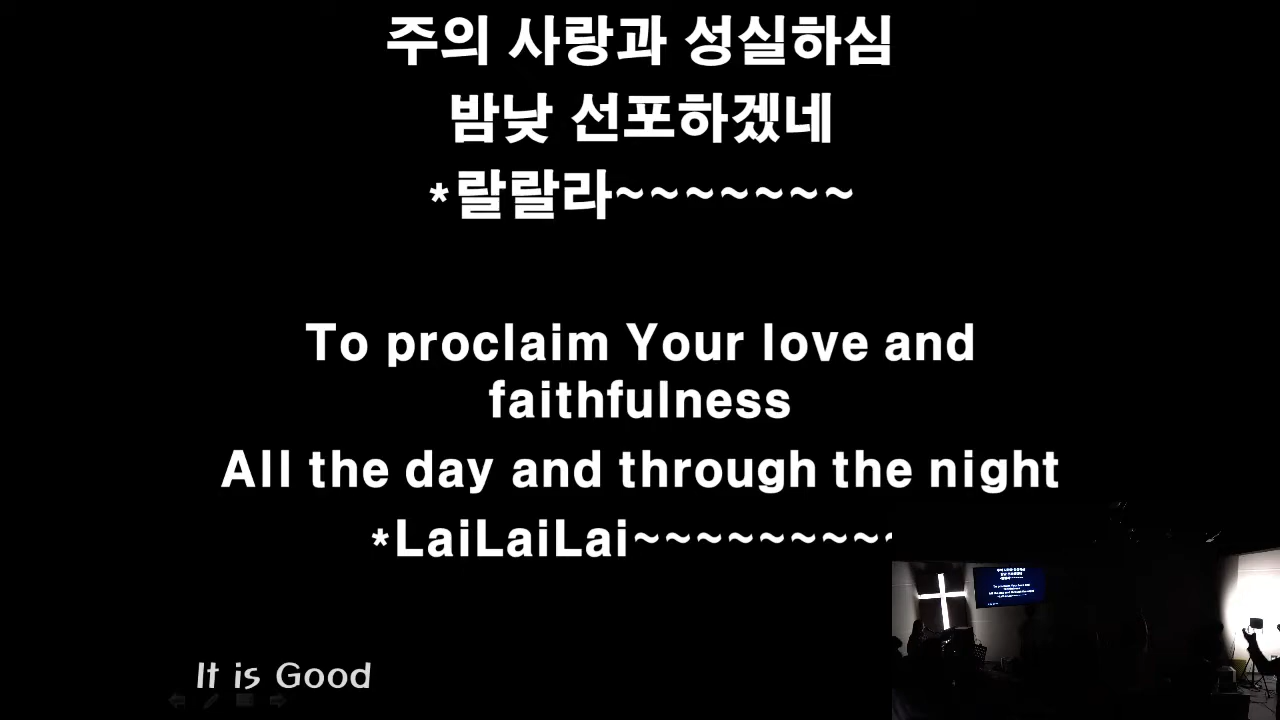 주의 사랑과 성실하심
밤낮 선포하겠네
*랄랄라~~~~~~~
To proclaim Your love and
faithfulness
All the day and through the night
*LaiLaiLai~~~~~~~~~
It is Good